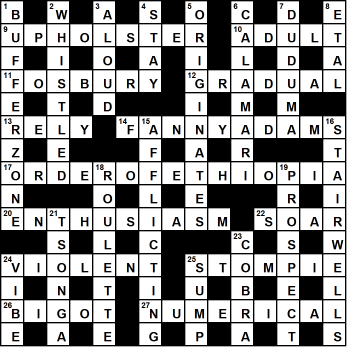 1 B 2 W 3 A 4 S 5 O 6 C 7 D 8 E
9 U P H O L S T E R 10 A D U L T
F I O A I L D A
11 F O S B U R Y 12 G R A D U A L
E T D I M M
13 R E L Y 14 F 15 A N N Y A D A M 16 S
Z E F A R T
17 O R D E 18 R O F E T H I O 19 P I A
N O L E R I
20 E N 21 T H U S I A S M 22 S O A R
S L C 23 C S W
24 V I O L E N T 25 S T O M P I E
I N T I U B E L
26 B I G O T 27 N U M E R I C A L
E A E G P A T S